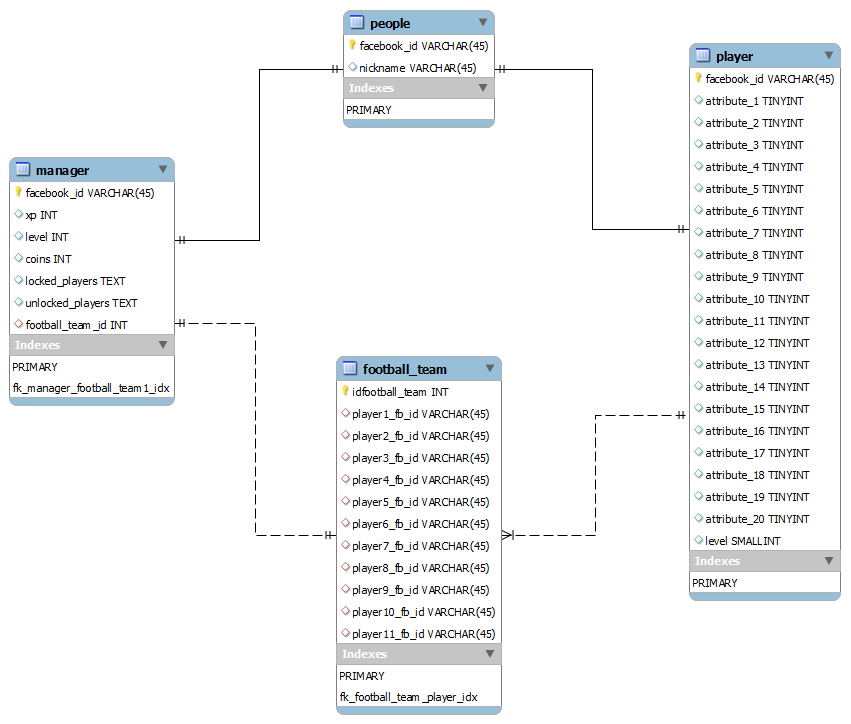 people
facebook_id VARCHAR(45)
nickname VARCHAR(45)
Indexes
PRIMARY
manager
facebook_id VARCHAR(45)
xp INT
level INT
coins INT
locked_players TEXT
unlocked_players TEXT
football_team_id INT
Indexes
PRIMARY
fk_manager_football_team1_idx
football_team
idfootball_team INT
player1_fb_id VARCHAR(45)
player2_fb_id VARCHAR(45)
player3_fb_id VARCHAR(45)
player4_fb_id VARCHAR(45)
player5_fb_id VARCHAR(45)
player6_fb_id VARCHAR(45)
player7_fb_id VARCHAR(45)
player8_fb_id VARCHAR(45)
player9_fb_id VARCHAR(45)
player10_fb_id VARCHAR(45)
player11_fb_id VARCHAR(45)
Indexes
PRIMARY
fk_football_team_player_idx
player
facebook_id VARCHAR(45)
attribute_1 TINYINT
attribute_2 TINYINT
attribute_3 TINYINT
attribute_4 TINYINT
attribute_5 TINYINT
attribute_6 TINYINT
attribute_7 TINYINT
attribute_8 TINYINT
attribute_9 TINYINT
attribute_10 TINYINT
attribute_11 TINYINT
attribute_12 TINYINT
attribute_13 TINYINT
attribute_14 TINYINT
attribute_15 TINYINT
attribute_16 TINYINT
attribute_17 TINYINT
attribute_18 TINYINT
attribute_19 TINYINT
attribute_20 TINYINT
level SMALLINT
Indexes
PRIMARY